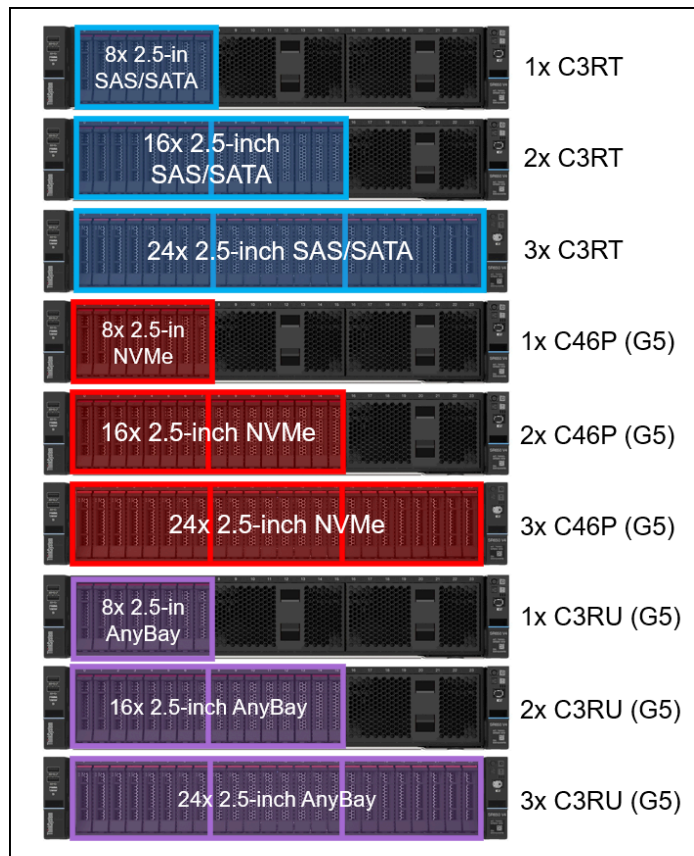 8x 2.5-in
SAS/SATA
1x C3RT
16x 2.5-inch
SAS/SATA
2x C3RT
24x 2.5-inch SAS/SATA
3x C3RT
8x 2.5-in
NVMe
1x C46P (G5)
16x 2.5-inch NVMe
2x C46P (G5)
24x 2.5-inch NVMe
3x C46P (G5)
8x 2.5-in
AnyBay
1x C3RU (G5)
16x 2.5-inch AnyBay
2x C3RU (G5)
24x 2.5-inch AnyBay
3x C3RU (G5)